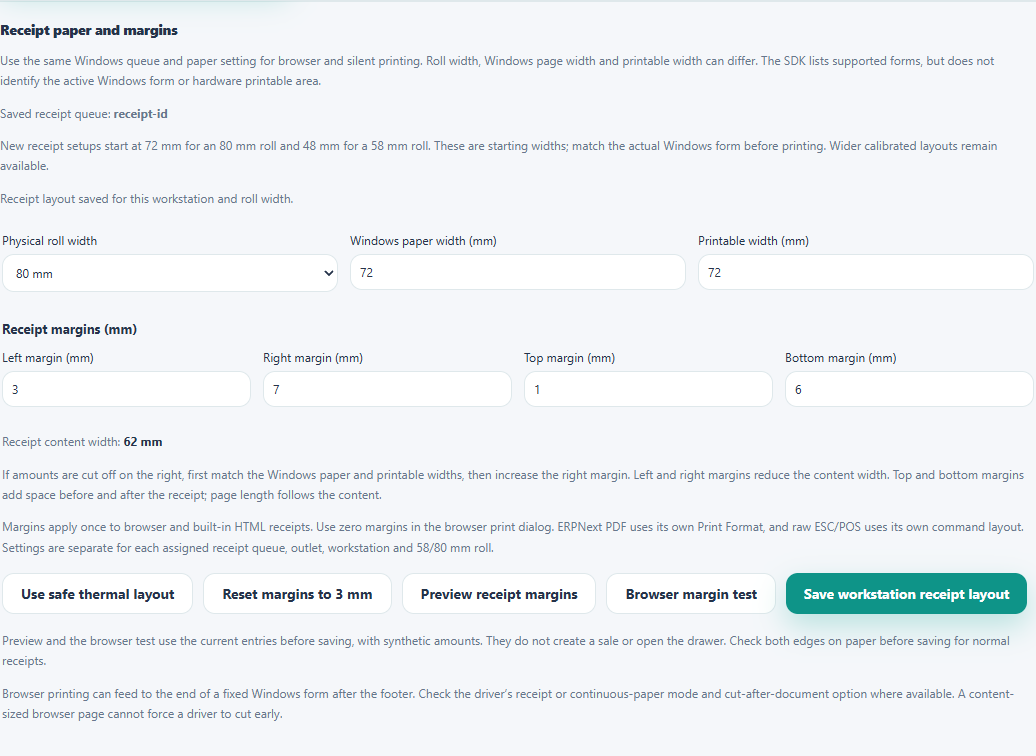 Receipt paper and margins
Use the same Windows queue and paper setting for browser and silent printing. Roll width, Windows page width and printable width can differ. The SDK lists supported forms, but does not
identify the active Windows form or hardware printable area.
Saved receipt queue: receipt-id
New receipt setups start at 72 mm for an 80 mm roll and 48 mm for a 58 mm roll. These are starting widths; match the actual Windows form before printing. Wider calibrated layouts remain
available.
Receipt layout saved for this workstation and roll width.
Physical roll width
Windows paper width (mm)
Printable width (mm)
80 mm
72
72
Receipt margins (mm)
Left margin (mm)
Right margin (mm)
Top margin (mm)
Bottom margin (mm)
3
7
1
6
Receipt content width: 62 mm
If amounts are cut off on the right, first match the Windows paper and printable widths, then increase the right margin. Left and right margins reduce the content width. Top and bottom margins
add space before and after the receipt; page length follows the content.
Margins apply once to browser and built-in HTML receipts. Use zero margins in the browser print dialog. ERPNext PDF uses its own Print Format, and raw ESC/POS uses its own command layout.
Settings are separate for each assigned receipt queue, outlet, workstation and 58/80 mm roll.
Use safe thermal layout
Reset margins to 3 mm
Preview receipt margins
Browser margin test
Save workstation receipt layout
Preview and the browser test use the current entries before saving, with synthetic amounts. They do not create a sale or open the drawer. Check both edges on paper before saving for normal
receipts.
Browser printing can feed to the end of a fixed Windows form after the footer. Check the driver's receipt or continuous-paper mode and cut-after-document option where available. A content-
sized browser page cannot force a driver to cut early.